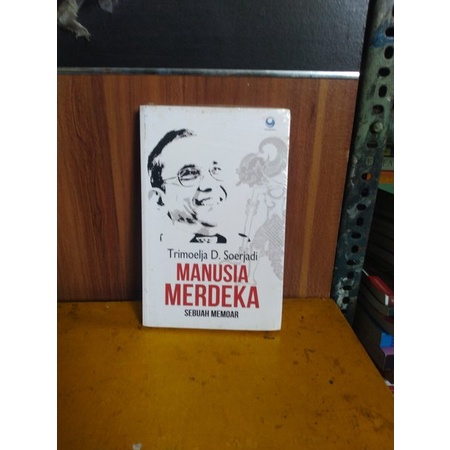 Trimoelja D. Soerjadi
MANUSIA
MERDEKA
SEBUAH MEMOAR